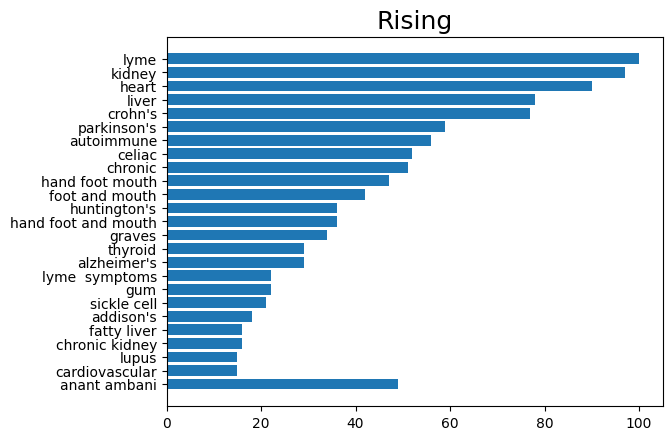 Rising
lyme
kidney
heart
liver
crohn's
parkinson's
autoimmune
celiac
chronic
hand foot mouth
foot and mouth
huntington's
hand foot and mouth
graves
thyroid
alzheimer's
lyme  symptoms
gum
sickle cell
addison's
fatty liver
chronic kidney
lupus
cardiovascular
anant ambani
0 20 40 60 80 100